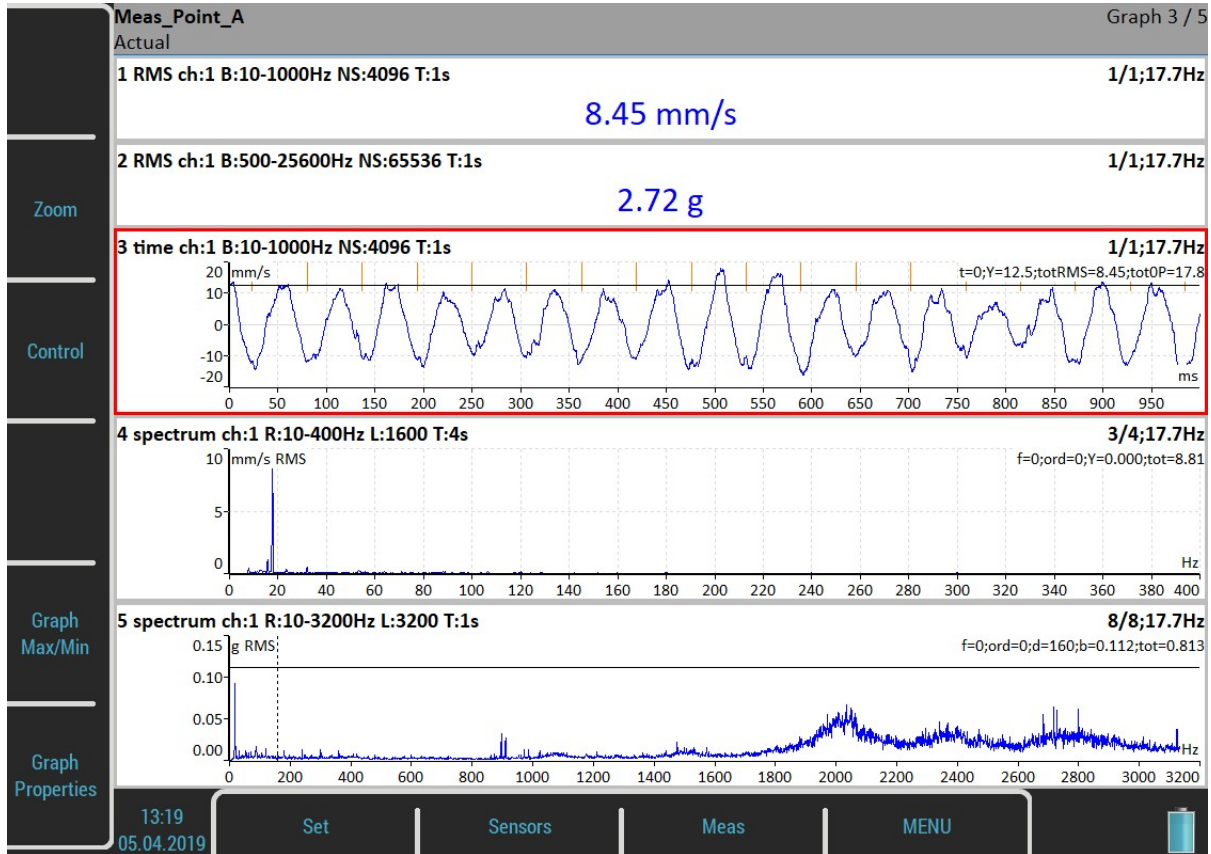 Meas_Point_A Graph 3 / 5
Actual
1 RMS ch:1 B:10-1000Hz NS:4096 T:1s 1/1;17.7Hz
8.45 mm/s
2 RMS ch:1 B:500-25600Hz NS:65536 T:1s 1/1;17.7Hz
2.72 g
Zoom
3 time ch:1 B:10-1000Hz NS:4096 T:1s 1/1;17.7Hz
20 mm/s t=0;Y=12.5;totRMS=8.45;tot0P=17.8
10
0
-10
-20 ms
0 50 100 150 200 250 300 350 400 450 500 550 600 650 700 750 800 850 900 950
Control
4 spectrum ch:1 R:10-400Hz L:1600 T:4s 3/4;17.7Hz
10 mm/s RMS f=0;ord=0;Y=0.000;tot=8.81
5
0 Hz
0 20 40 60 80 100 120 140 160 180 200 220 240 260 280 300 320 340 360 380 400
Graph
Max/Min
5 spectrum ch:1 R:10-3200Hz L:3200 T:1s 8/8;17.7Hz
0.15 g RMS f=0;ord=0;d=160;b=0.112;tot=0.813
0.10
0.05
0.00 Hz
0 200 400 600 800 1000 1200 1400 1600 1800 2000 2200 2400 2600 2800 3000 3200
Graph
Properties
13:19
05.04.2019
Set Sensors Meas MENU